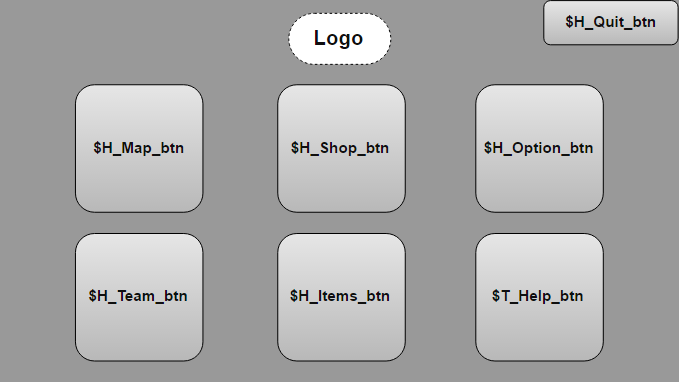 Logo
$H_Quit_btn
$H_Map_btn
$H_Shop_btn
$H_Option_btn
$H_Team_btn
$H_Items_btn
$T_Help_btn